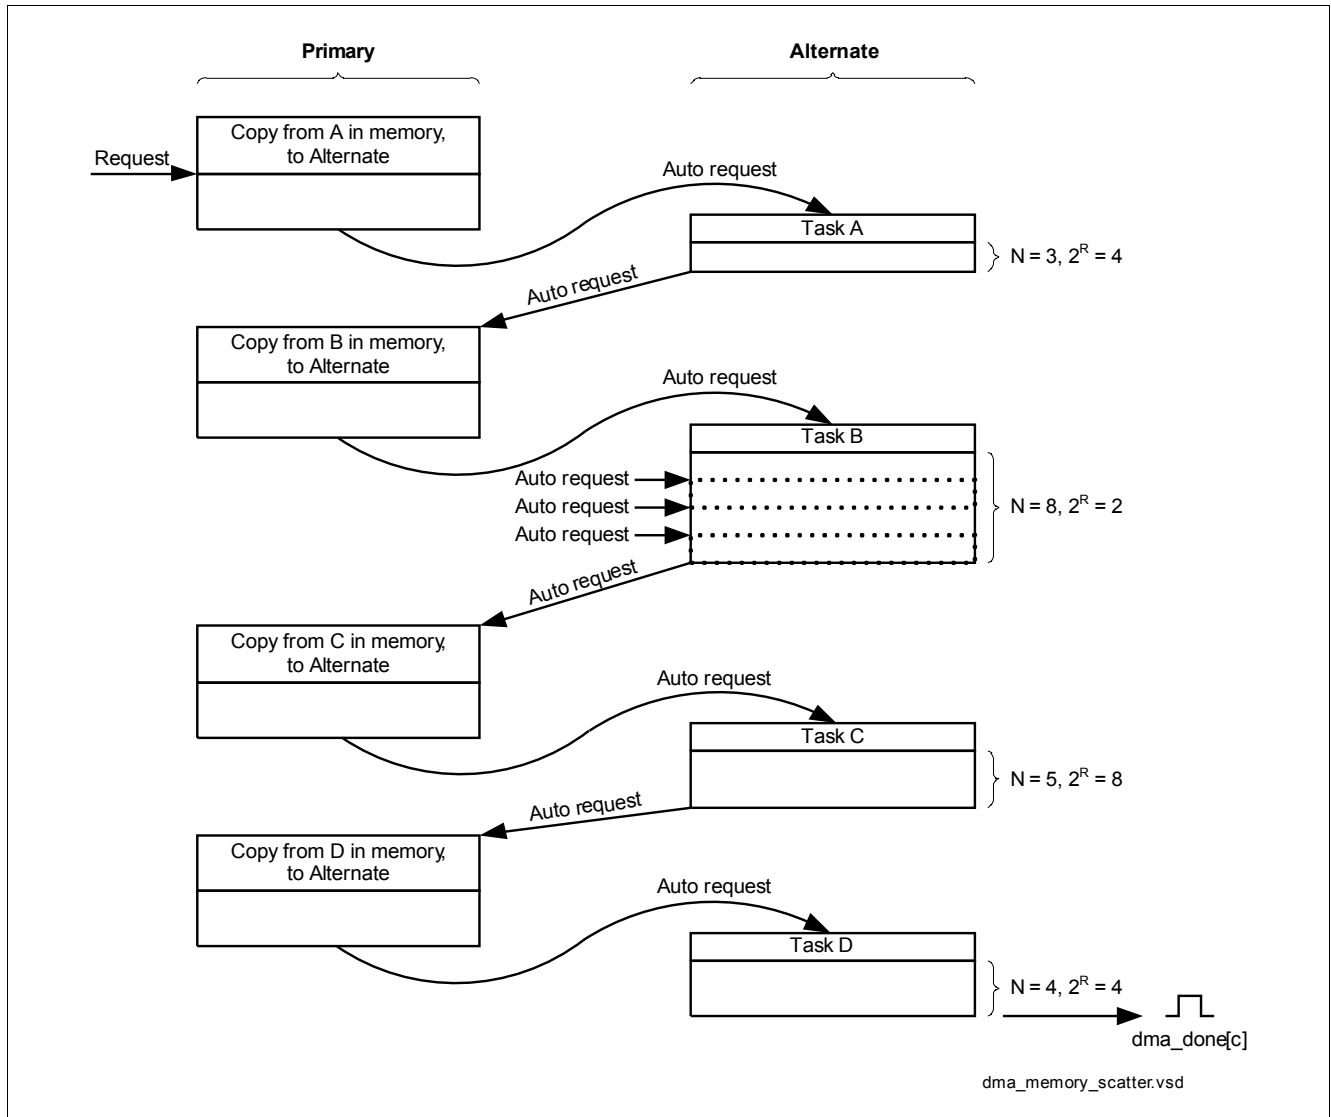 Primary
Alternate
Copy from A in memory,
to Alternate
Request
Auto request
Task A
N = 3, 2^R = 4
Auto request
Copy from B in memory,
to Alternate
Auto request
Task B
Auto request
Auto request
Auto request
N = 8, 2^R = 2
Auto request
Copy from C in memory,
to Alternate
Auto request
Task C
N = 5, 2^R = 8
Auto request
Copy from D in memory,
to Alternate
Auto request
Task D
N = 4, 2^R = 4
dma_done[c]
dma_memory_scatter.vsd